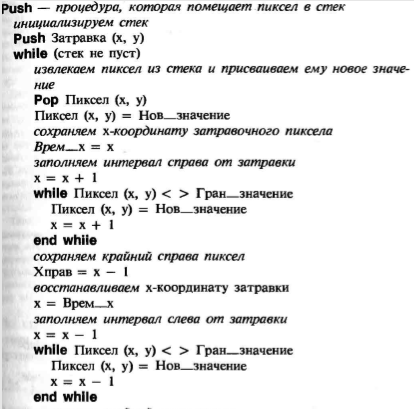 Push — процедура, которая помещает пиксел в стек
инициализируем стек
Push Затравка (x, y)
while (стек не пуст)
извлекаем пиксел из стека и присваиваем ему новое значе-
ние
Pop Пиксел (x, y)
Пиксел (x, y) = Нов_значение
сохраняем x-координату затравочного пиксела
Врем_x = x
заполняем интервал справа от затравки
x = x + 1
while Пиксел (x, y) < > Гран_значение
Пиксел (x, y) = Нов_значение
x = x + 1
end while
сохраняем крайний справа пиксел
Xправ = x − 1
восстанавливаем x-координату затравки
x = Врем_x
заполняем интервал слева от затравки
x = x − 1
while Пиксел (x, y) < > Гран_значение
Пиксел (x, y) = Нов_значение
x = x − 1
end while